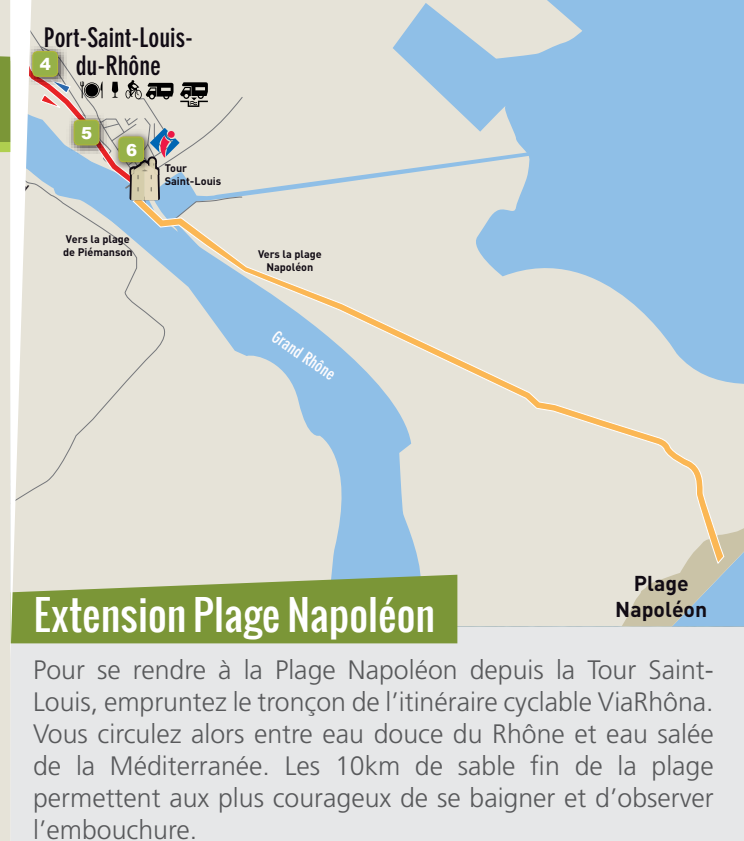 Port-Saint-Louis-
du-Rhône
4
5
6
Tour
Saint-Louis
Vers la plage
de Piémanson
Vers la plage
Napoléon
Grand Rhône
Plage
Napoléon
Extension Plage Napoléon
Pour se rendre à la Plage Napoléon depuis la Tour Saint-
Louis, empruntez le tronçon de l’itinéraire cyclable ViaRhôna.
Vous circulez alors entre eau douce du Rhône et eau salée
de la Méditerranée. Les 10km de sable fin de la plage
permettent aux plus courageux de se baigner et d’observer
l’embouchure.